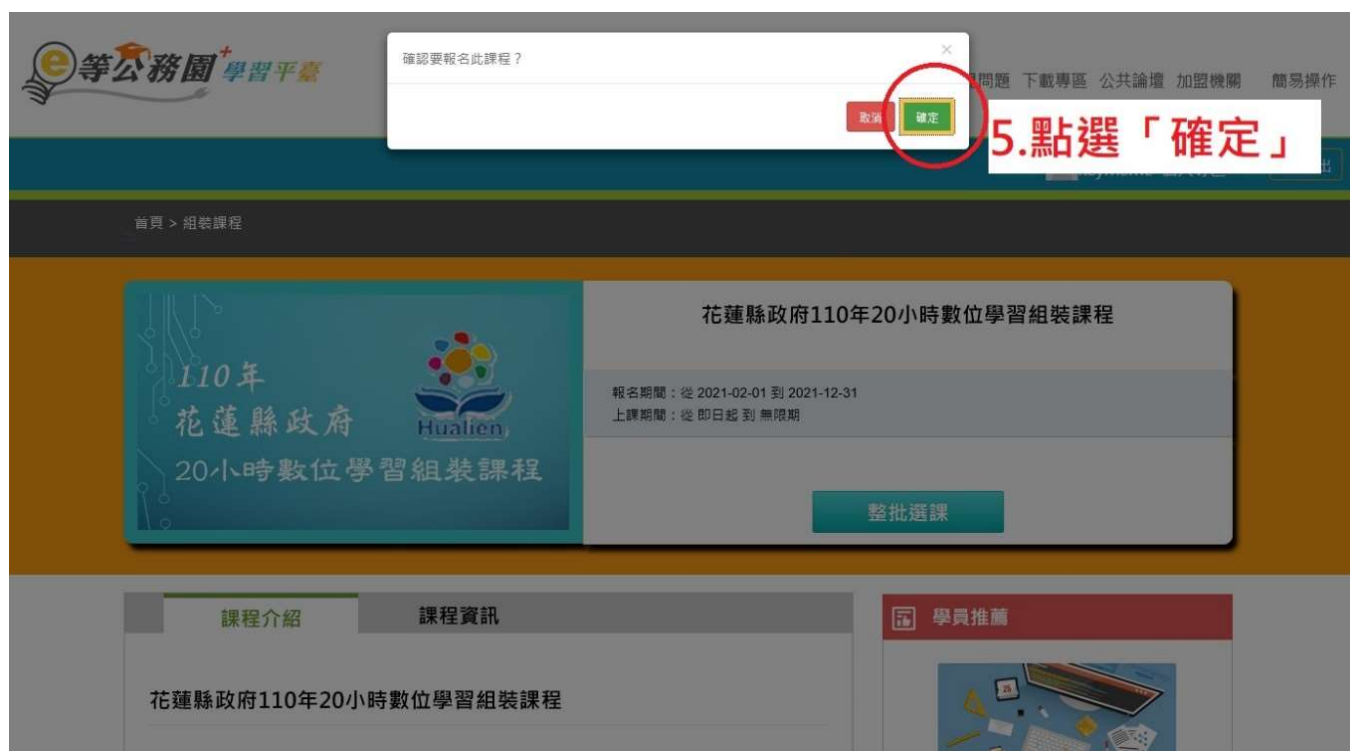 e等公務園+學習平臺
確認要報名此課程？
×
取消
確定
問題 下載專區 公共論壇 加盟機關 簡易操作
5.點選「確定」
出
首頁 > 組裝課程
110年
花蓮縣政府
20小時數位學習組裝課程
Hualien
花蓮縣政府110年20小時數位學習組裝課程
報名期間：從 2021-02-01 到 2021-12-31
上課期間：從 即日起 到 無限期
整批選課
課程介紹
課程資訊
學員推薦
花蓮縣政府110年20小時數位學習組裝課程
25